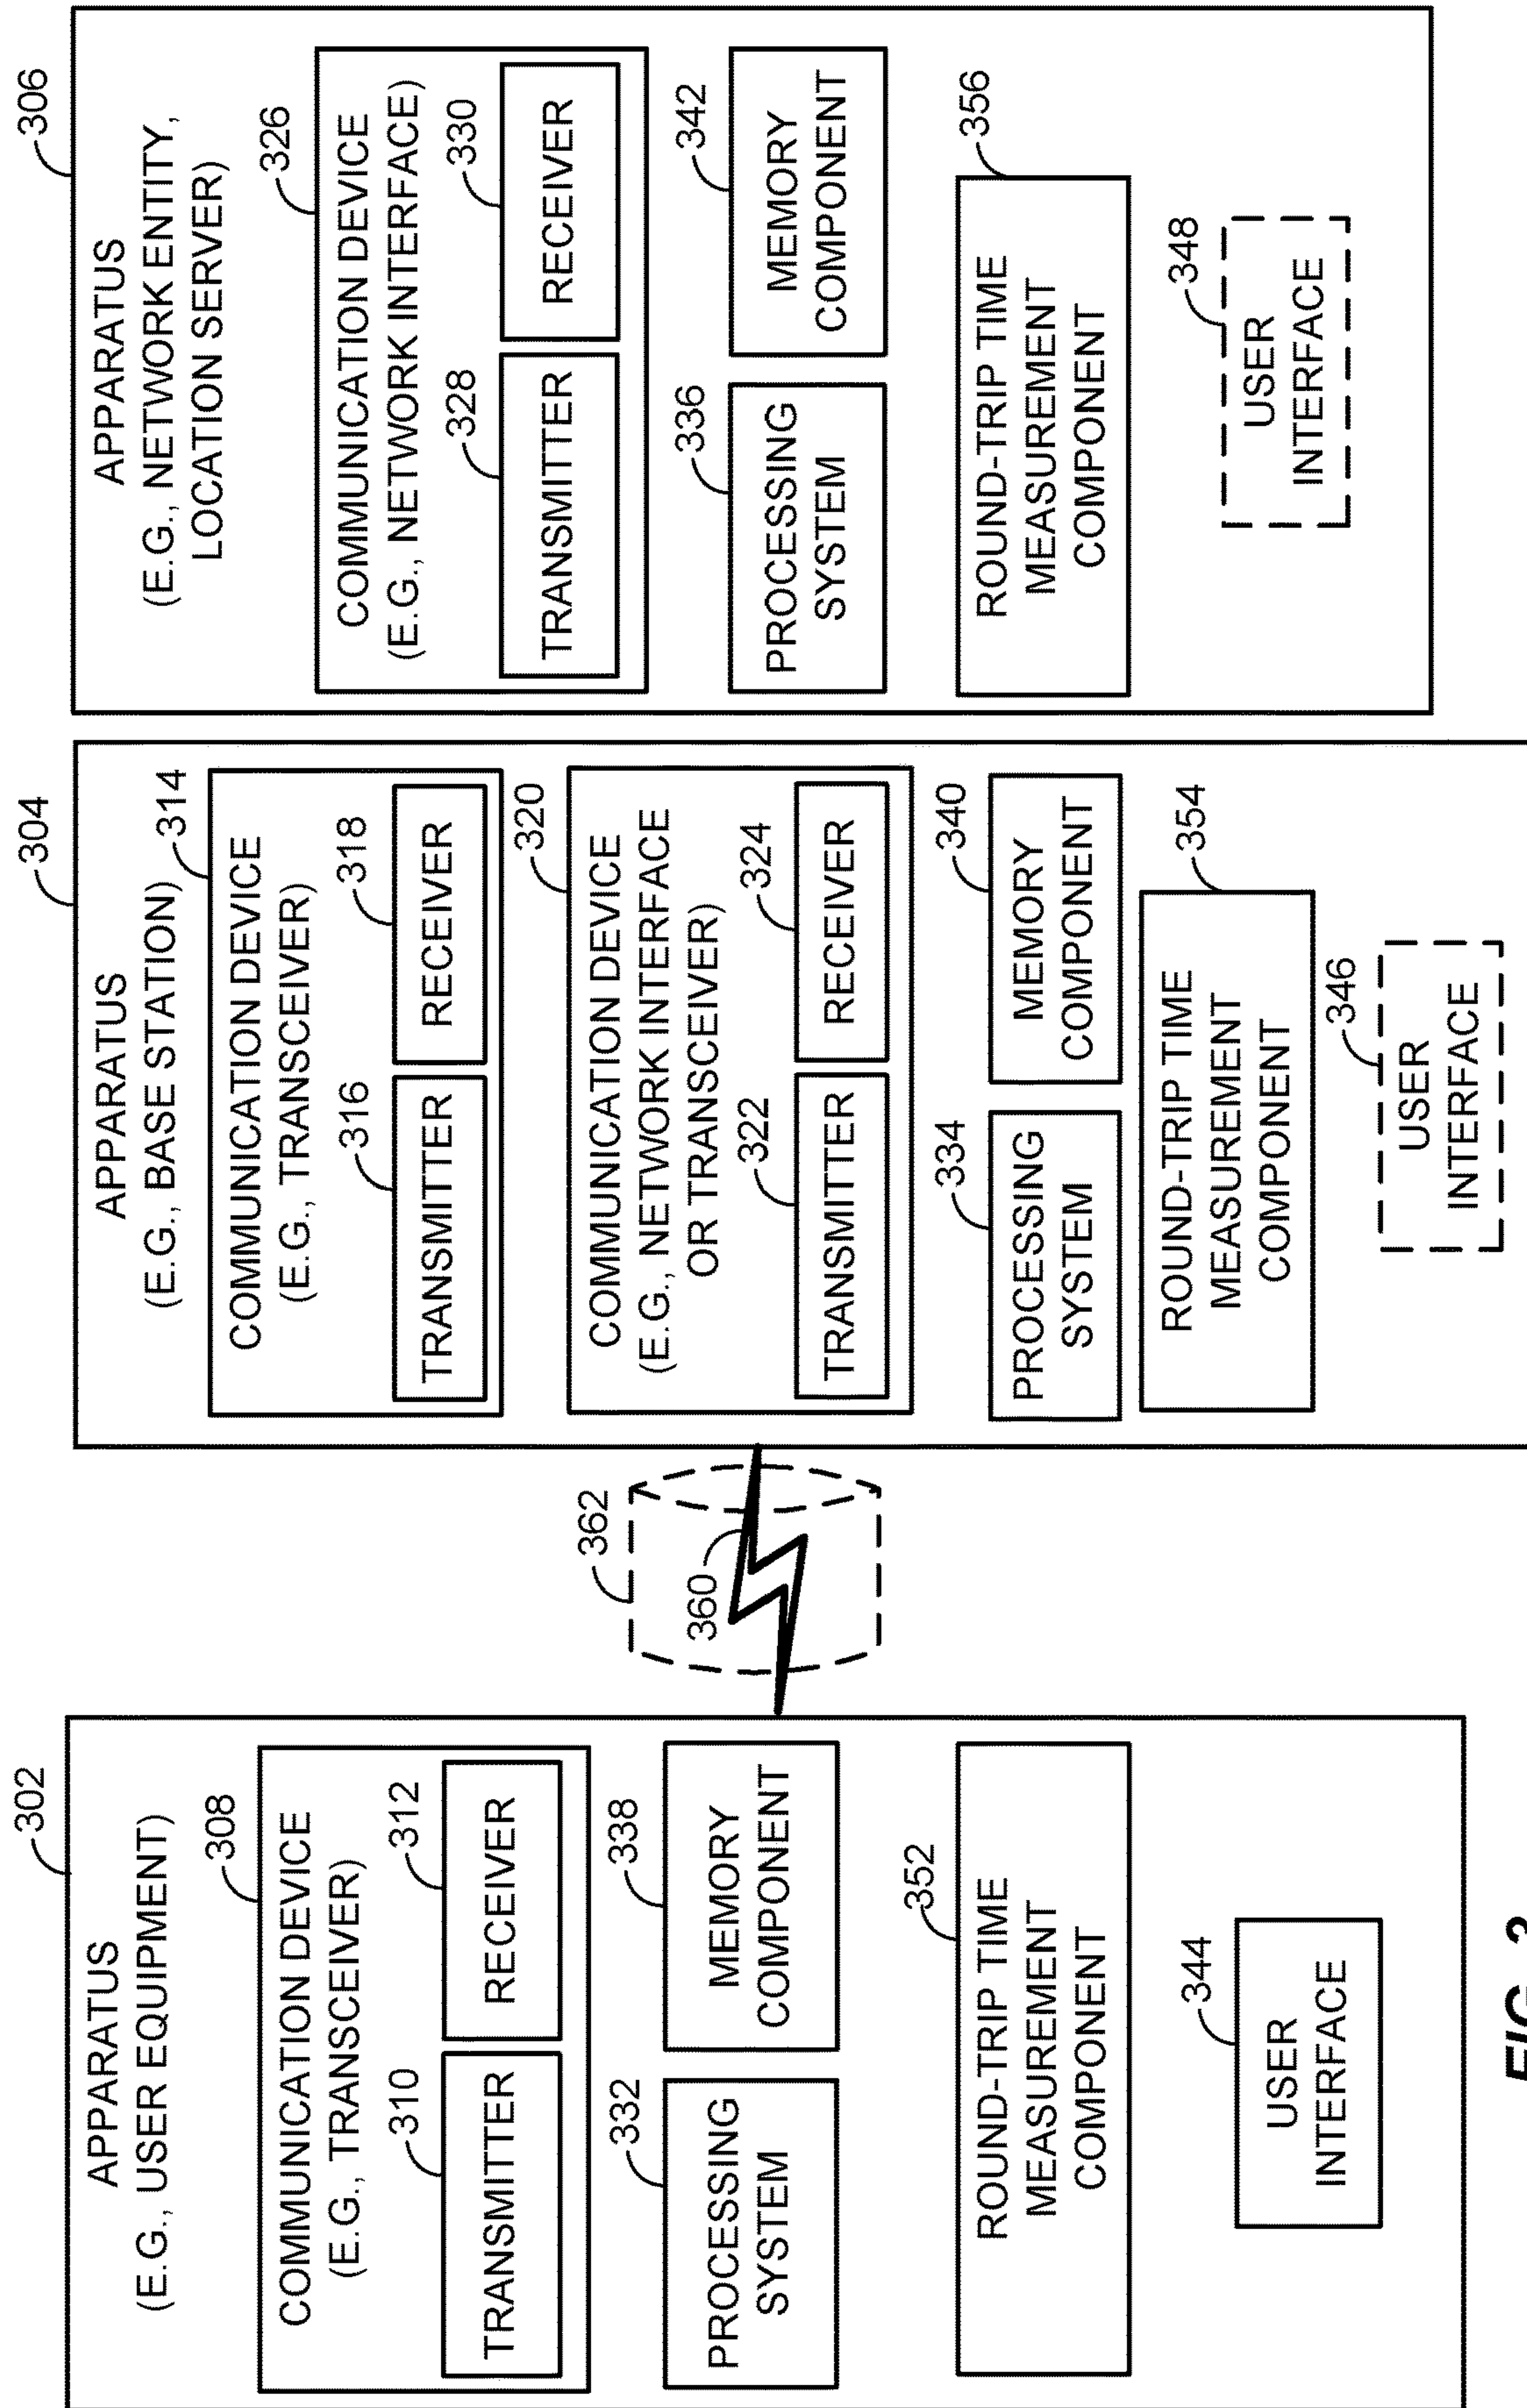 302
APPARATUS
(E.G., USER EQUIPMENT)
308
COMMUNICATION DEVICE
(E.G., TRANSCEIVER)
310
TRANSMITTER
312
RECEIVER
332
PROCESSING
SYSTEM
338
MEMORY
COMPONENT
352
ROUND-TRIP TIME
MEASUREMENT
COMPONENT
344
USER
INTERFACE
362
360
304
APPARATUS
(E.G., BASE STATION)
314
COMMUNICATION DEVICE
(E.G., TRANSCEIVER)
316
TRANSMITTER
318
RECEIVER
320
COMMUNICATION DEVICE
(E.G., NETWORK INTERFACE
OR TRANSCEIVER)
322
TRANSMITTER
324
RECEIVER
334
PROCESSING
SYSTEM
340
MEMORY
COMPONENT
354
ROUND-TRIP TIME
MEASUREMENT
COMPONENT
346
USER
INTERFACE
306
APPARATUS
(E.G., NETWORK ENTITY,
LOCATION SERVER)
326
COMMUNICATION DEVICE
(E.G., NETWORK INTERFACE)
328
TRANSMITTER
330
RECEIVER
336
PROCESSING
SYSTEM
342
MEMORY
COMPONENT
356
ROUND-TRIP TIME
MEASUREMENT
COMPONENT
348
USER
INTERFACE
FIG. 3